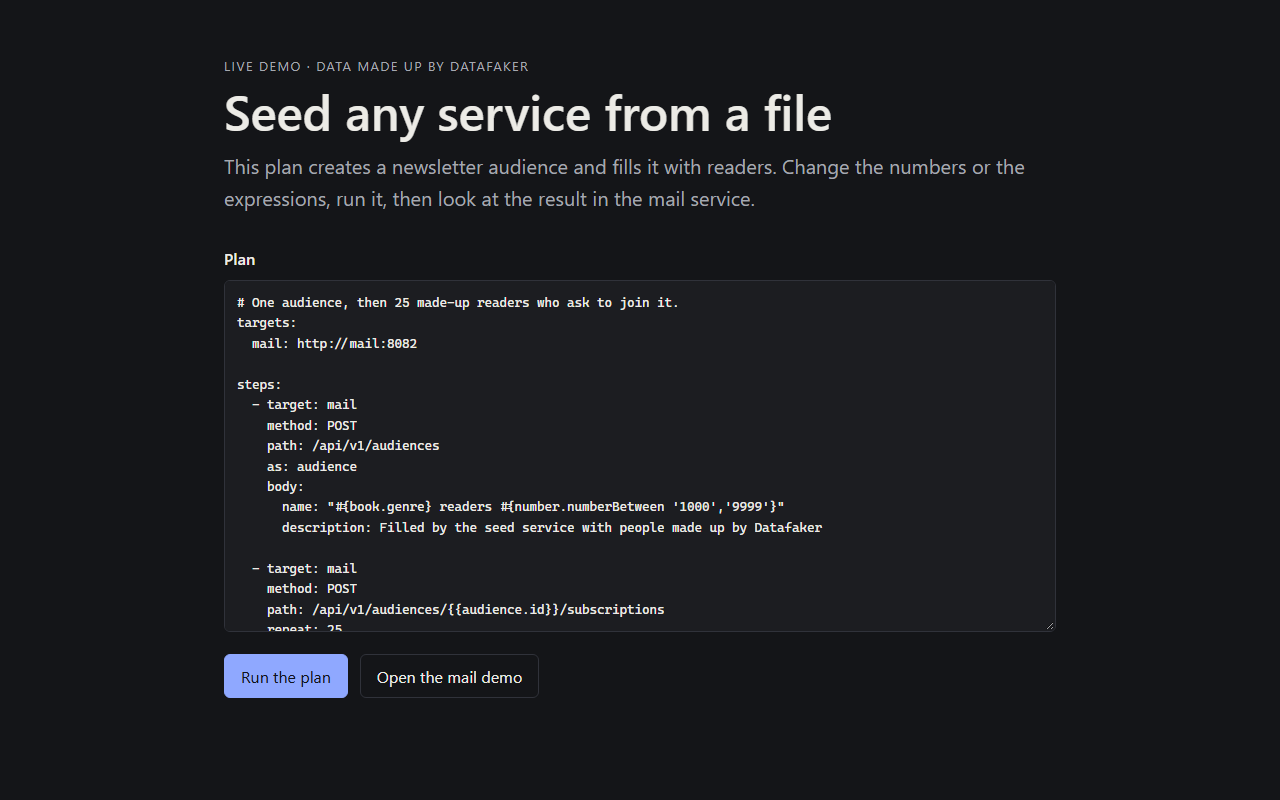 LIVE DEMO · DATA MADE UP BY DATAFAKER
Seed any service from a file
This plan creates a newsletter audience and fills it with readers. Change the numbers or the
expressions, run it, then look at the result in the mail service.
Plan
# One audience, then 25 made-up readers who ask to join it.
targets:
  mail: http://mail:8082
steps:
  - target: mail
    method: POST
    path: /api/v1/audiences
    as: audience
    body:
      name: "#{book.genre} readers #{number.numberBetween '1000','9999'}"
      description: Filled by the seed service with people made up by Datafaker
  - target: mail
    method: POST
    path: /api/v1/audiences/{{audience.id}}/subscriptions
    repeat: 25
Run the plan
Open the mail demo